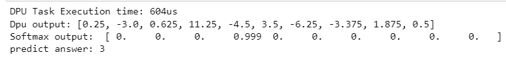 DPU Task Execution time: 604us
Dpu output: [0.25, -3.0, 0.625, 11.25, -4.5, 3.5, -6.25, -3.375, 1.875, 0.5]
Softmax output:  [ 0.     0.     0.     0.999  0.     0.     0.     0.     0.     0.   ]
predict answer: 3